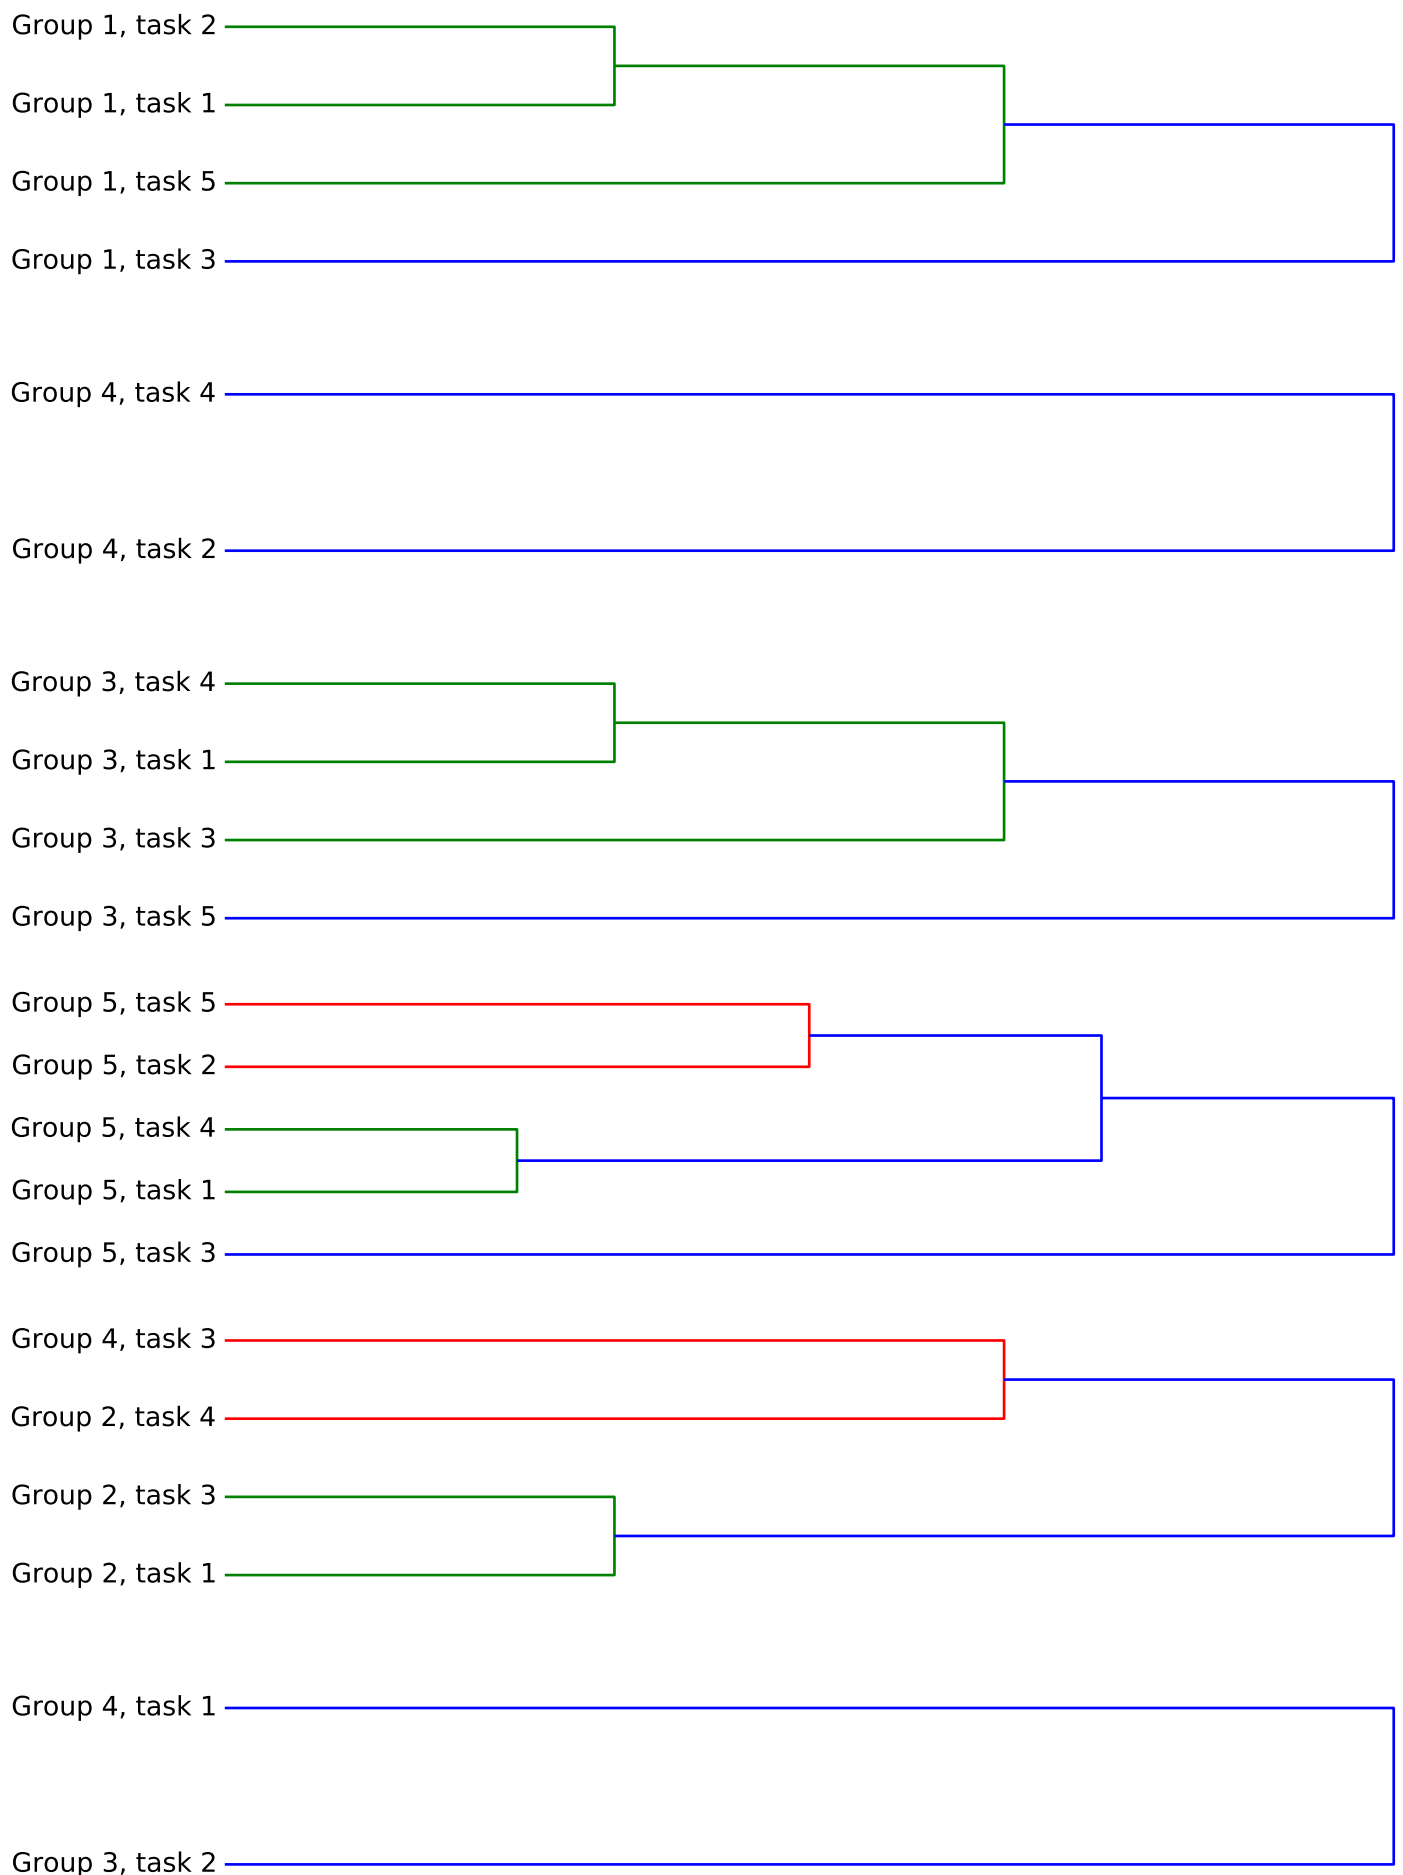 Group 1, task 2
Group 1, task 1
Group 1, task 5
Group 1, task 3
Group 4, task 4
Group 4, task 2
Group 3, task 4
Group 3, task 1
Group 3, task 3
Group 3, task 5
Group 5, task 5
Group 5, task 2
Group 5, task 4
Group 5, task 1
Group 5, task 3
Group 4, task 3
Group 2, task 4
Group 2, task 3
Group 2, task 1
Group 4, task 1
Group 3, task 2